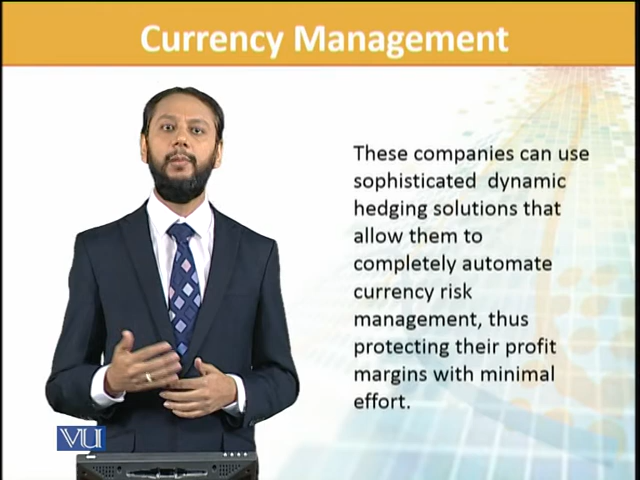 Currency Management
These companies can use
sophisticated dynamic
hedging solutions that
allow them to
completely automate
currency risk
management, thus
protecting their profit
margins with minimal
effort.
VU